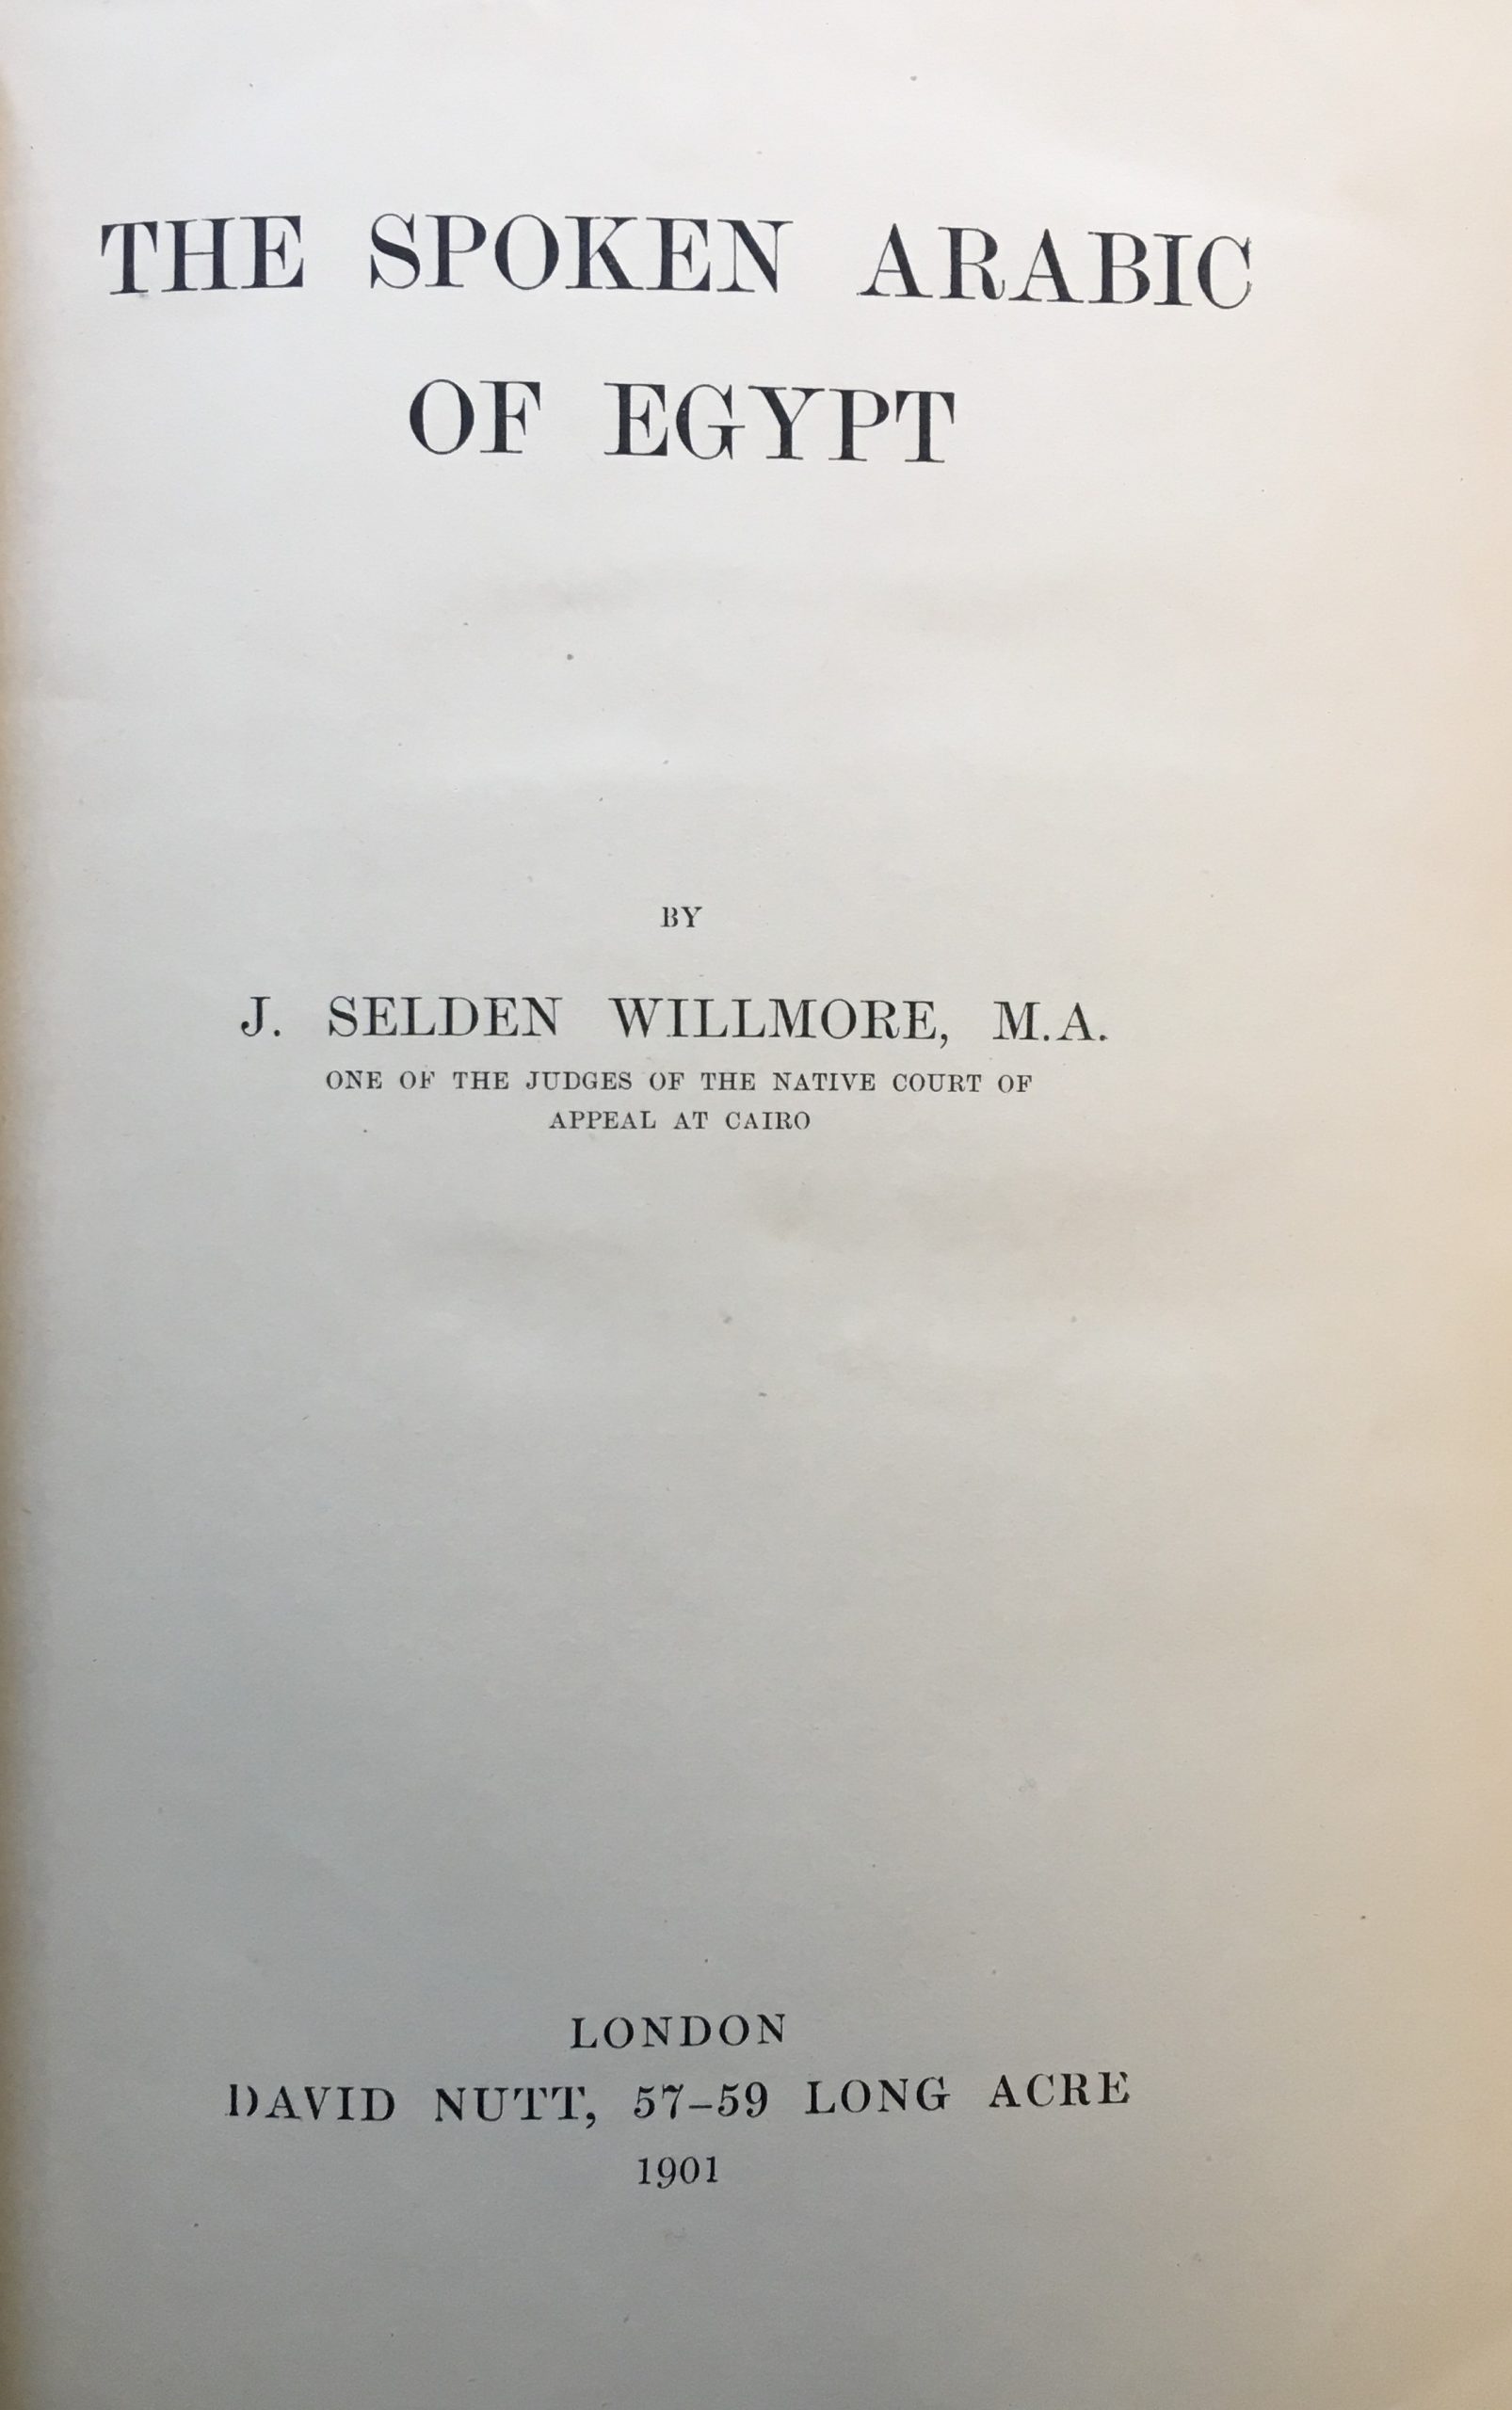 THE SPOKEN ARABIC
OF EGYPT
BY
J. SELDEN WILLMORE, M.A.
ONE OF THE JUDGES OF THE NATIVE COURT OF
APPEAL AT CAIRO
LONDON
DAVID NUTT, 57–59 LONG ACRE
1901